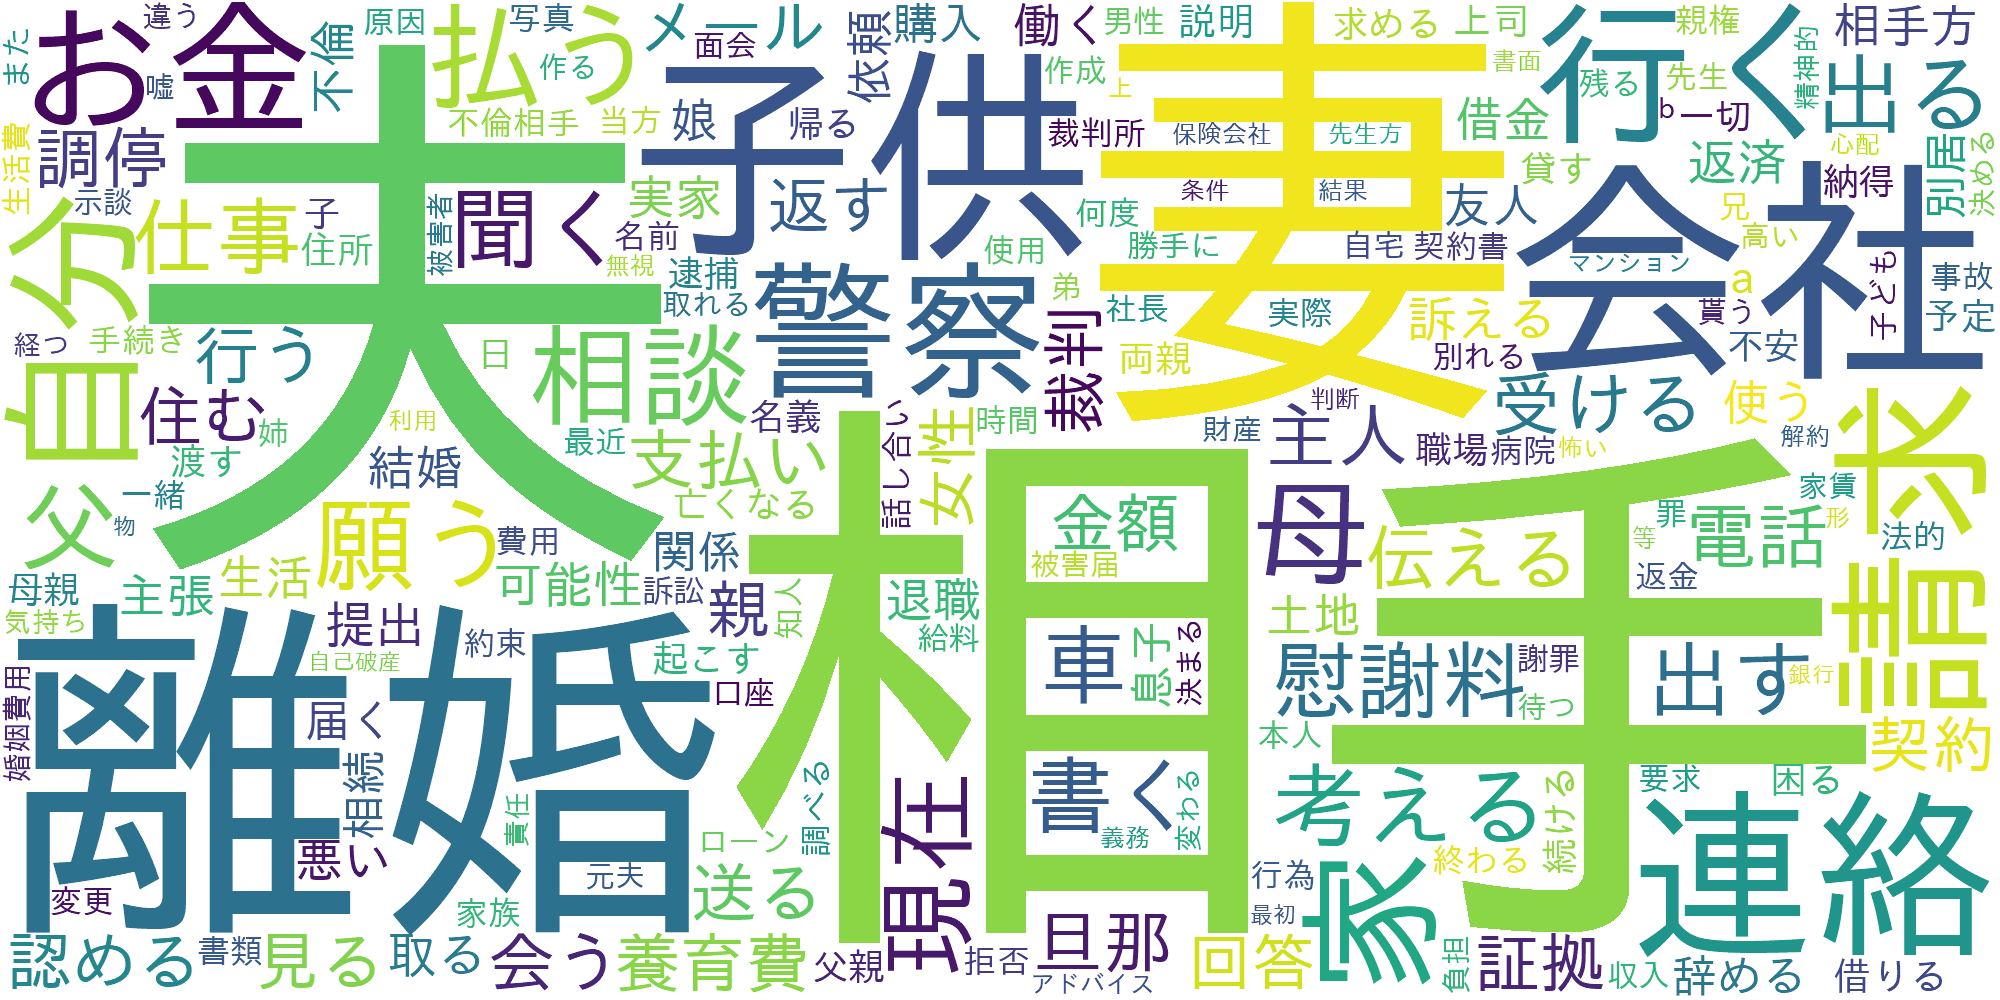 また
違う
嘘
お金
不倫
原因
写真
作る
払う
不倫相手
当方
メール
面会
娘
帰る
依頼
購入
働く
男性
説明
求める
上司
親権
書面
行く
残る
先生
b
一切
精神的
相手方
出る
心配
生活費
調停
示談
子
夫
聞く
被害者
実家
名前
無視
子供
返す
作成
上
裁判所
保険会社
先生方
条件
結果
妻
何度
勝手に
自宅
契約書
友人
借金
貸す
返済
納得
別居
決める
兄
高い
会社
マンション
a
貰う
子ども
事故
予定
自分
仕事
住所
手続き
経つ
行う
日
相談
逮捕
取れる
警察
使用
弟
社長
実際
裁判
両親
訴える
別れる
不安
住む
姉
渡す
利用
結婚
最近
支払い
名義
話し合い
女性
時間
財産
判断
主人
職場
病院
怖い
受ける
使う
解約
請求
父
一緒
物
願う
費用
亡くなる
関係
可能性
訴訟
相手
金額
被害届
母
伝える
罪
等
電話
家賃
形
法的
返金
母親
気持ち
主張
生活
提出
約束
親
知人
起こす
自己破産
口座
退職
給料
車
息子
決まる
土地
慰謝料
謝罪
待つ
出す
銀行
契約
婚姻費用
離婚
届く
相続
悪い
責任
元夫
ローン
調べる
送る
現在
書く
義務
変わる
本人
考える
続ける
終わる
要求
困る
連絡
変更
家族
行為
最初
家
認める
書類
見る
取る
会う
養育費
父親
拒否
旦那
アドバイス
回答
負担
証拠
収入
辞める
借りる